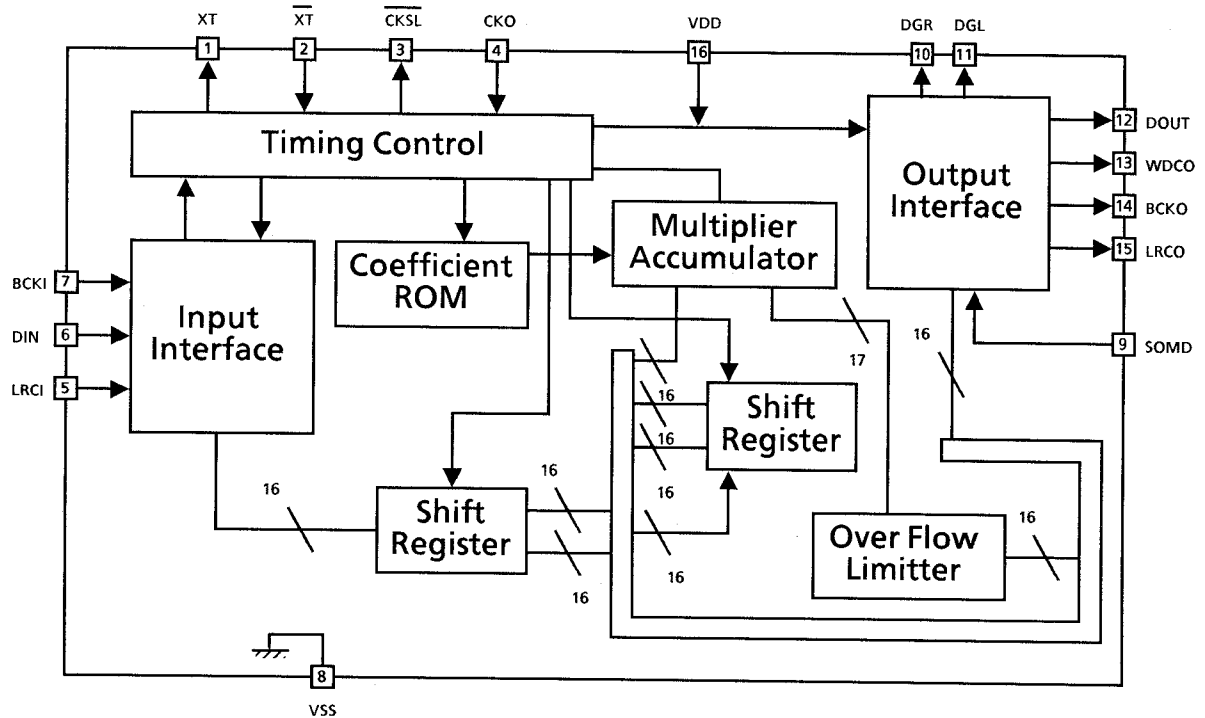 XT
X̅T̅
C̅K̅S̅L̅
CKO
VDD
DGR
DGL
1
2
3
4
16
10
11
Timing Control
12
DOUT
13
WDCO
14
BCKO
15
LRCO
Output
Interface
Multiplier
Accumulator
Coefficient
ROM
BCKI
7
DIN
6
LRCI
5
Input
Interface
9
SOMD
16
17
16
16
Shift
Register
16
16
16
16
Shift
Register
16
16
Over Flow
Limitter
16
8
VSS